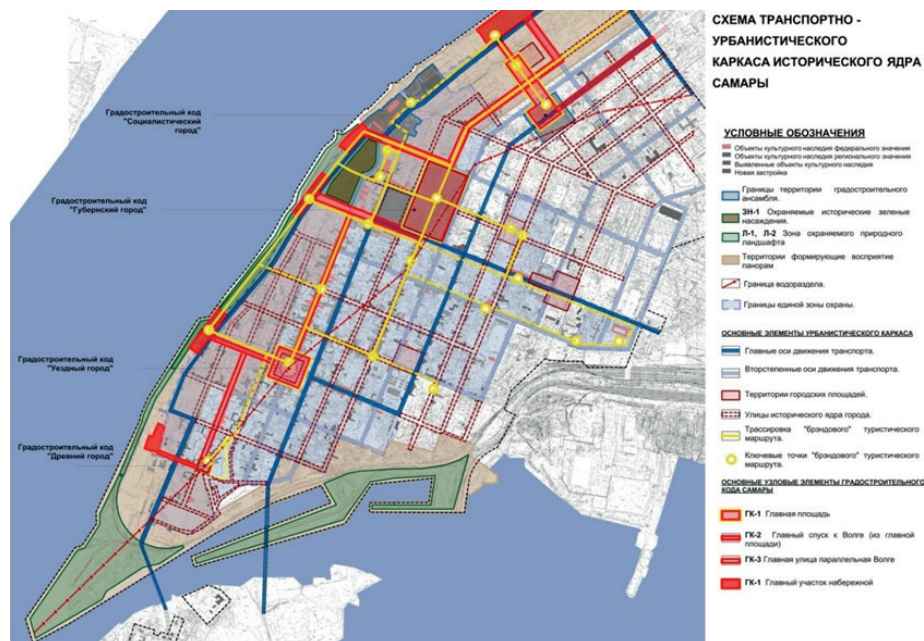 СХЕМА ТРАНСПОРТНО -
УРБАНИСТИЧЕСКОГО
КАРКАСА ИСТОРИЧЕСКОГО ЯДРА
САМАРЫ
Градостроительный код
"Социалистический
город"
Градостроительный код
"Губернский город"
Градостроительный код
"Уездный город"
Градостроительный код
"Древний город"
УСЛОВНЫЕ ОБОЗНАЧЕНИЯ
Объекты культурного наследия федерального значения
Объекты культурного наследия регионального значения
Выявленные объекты культурного наследия
Новая застройка
Границы территории градостроительного
ансамбля.
ЗН-1 Охраняемые исторические зеленые
насаждения.
Л-1, Л-2 Зона охраняемого природного
ландшафта
Территории формирующие восприятие
панорам
Граница водораздела.
Границы единой зоны охраны.
ОСНОВНЫЕ ЭЛЕМЕНТЫ УРБАНИСТИЧЕСКОГО КАРКАСА
Главные оси движения транспорта.
Второстепенные оси движения транспорта.
Территории городских площадей.
Улицы исторического ядра города.
Трассировка "брэндового" туристического
маршрута.
Ключевые точки "брэндового" туристического
маршрута.
ОСНОВНЫЕ УЗЛОВЫЕ ЭЛЕМЕНТЫ ГРАДОСТРОИТЕЛЬНОГО
КОДА САМАРЫ
ГК-1 Главная площадь
ГК-2 Главный спуск к Волге (из главной
площади)
ГК-3 Главная улица параллельная Волге
ГК-1 Главный участок набережной